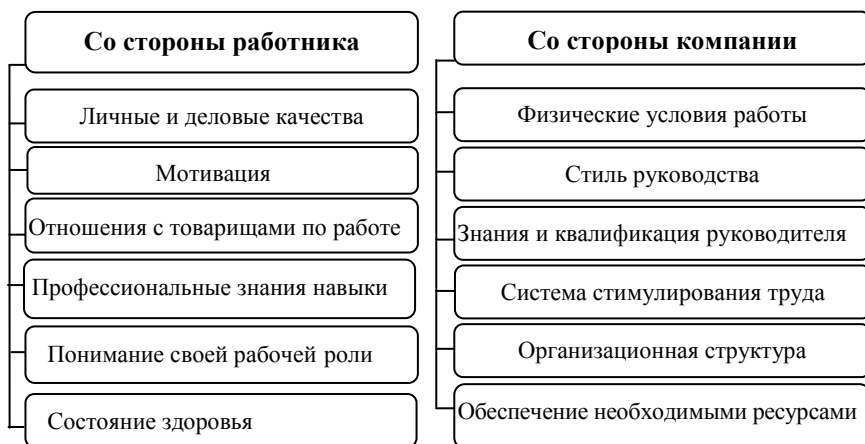 Со стороны работника
Личные и деловые качества
Мотивация
Отношения с товарищами по работе
Профессиональные знания навыки
Понимание своей рабочей роли
Состояние здоровья
Со стороны компании
Физические условия работы
Стиль руководства
Знания и квалификация руководителя
Система стимулирования труда
Организационная структура
Обеспечение необходимыми ресурсами